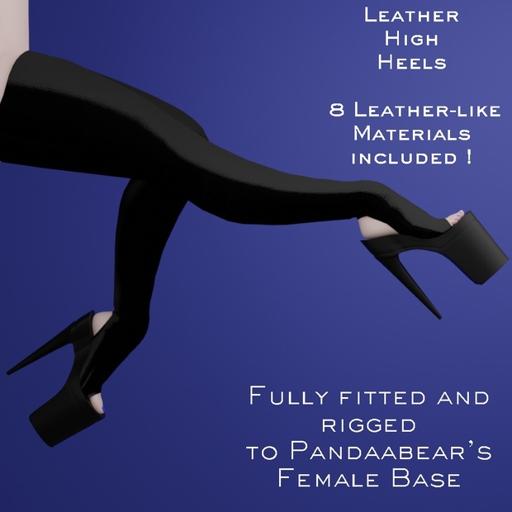 Leather
High
Heels
8 Leather-like
Materials
included !
Fully fitted and
rigged
to Pandaabear's
Female Base